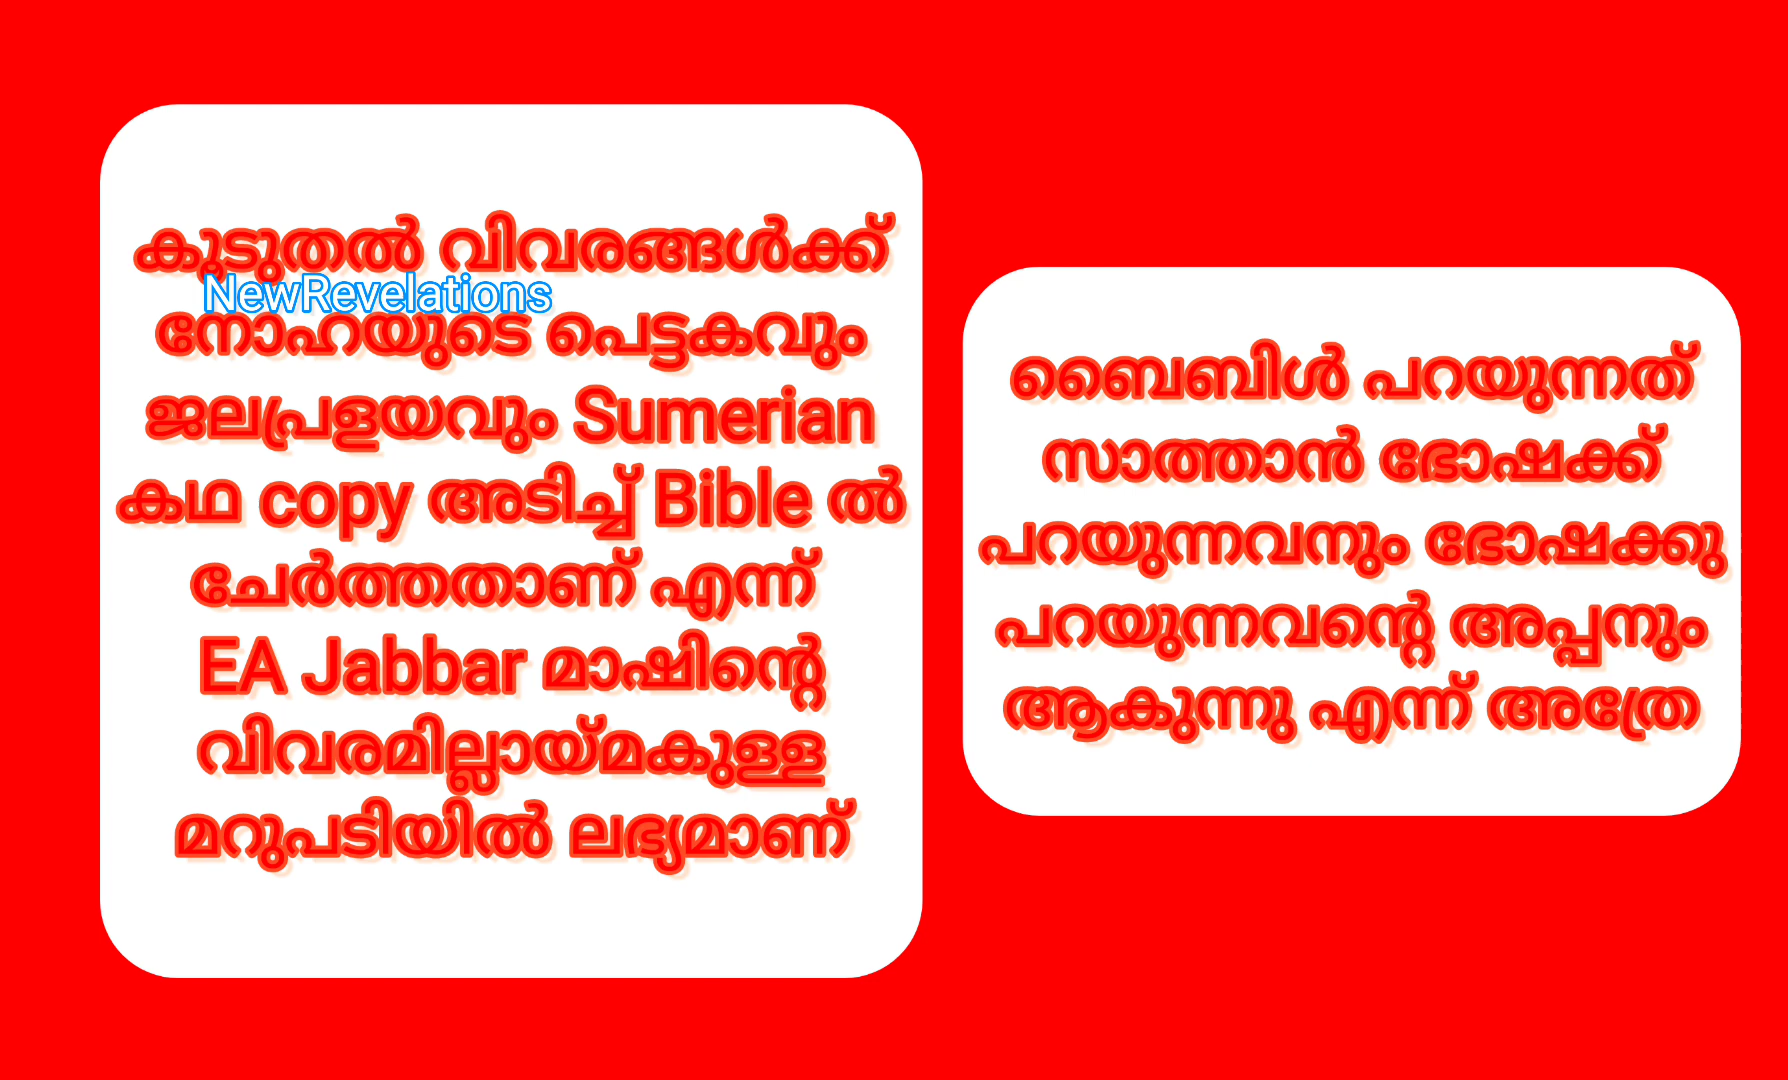 കൂടുതൽ വിവരങ്ങൾക്ക്
NewRevelations
നോഹയുടെ പെട്ടകവും
ജലപ്രളയവും Sumerian
കഥ copy അടിച്ച് Bible ൽ
ചേർത്തതാണ് എന്ന്
EA Jabbar മാഷിന്റെ
വിവരമില്ലായ്മകുള്ള
മറുപടിയിൽ ലഭ്യമാണ്
ബൈബിൾ പറയുന്നത്
സാത്താൻ ഭോഷക്ക്
പറയുന്നവനും ഭോഷക്കു
പറയുന്നവന്റെ അപ്പനും
ആകുന്നു എന്ന് അത്രേ